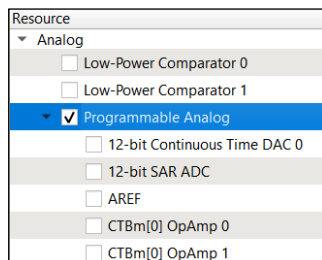 Resource
Analog
Low-Power Comparator 0
Low-Power Comparator 1
Programmable Analog
12-bit Continuous Time DAC 0
12-bit SAR ADC
AREF
CTBm[0] OpAmp 0
CTBm[0] OpAmp 1